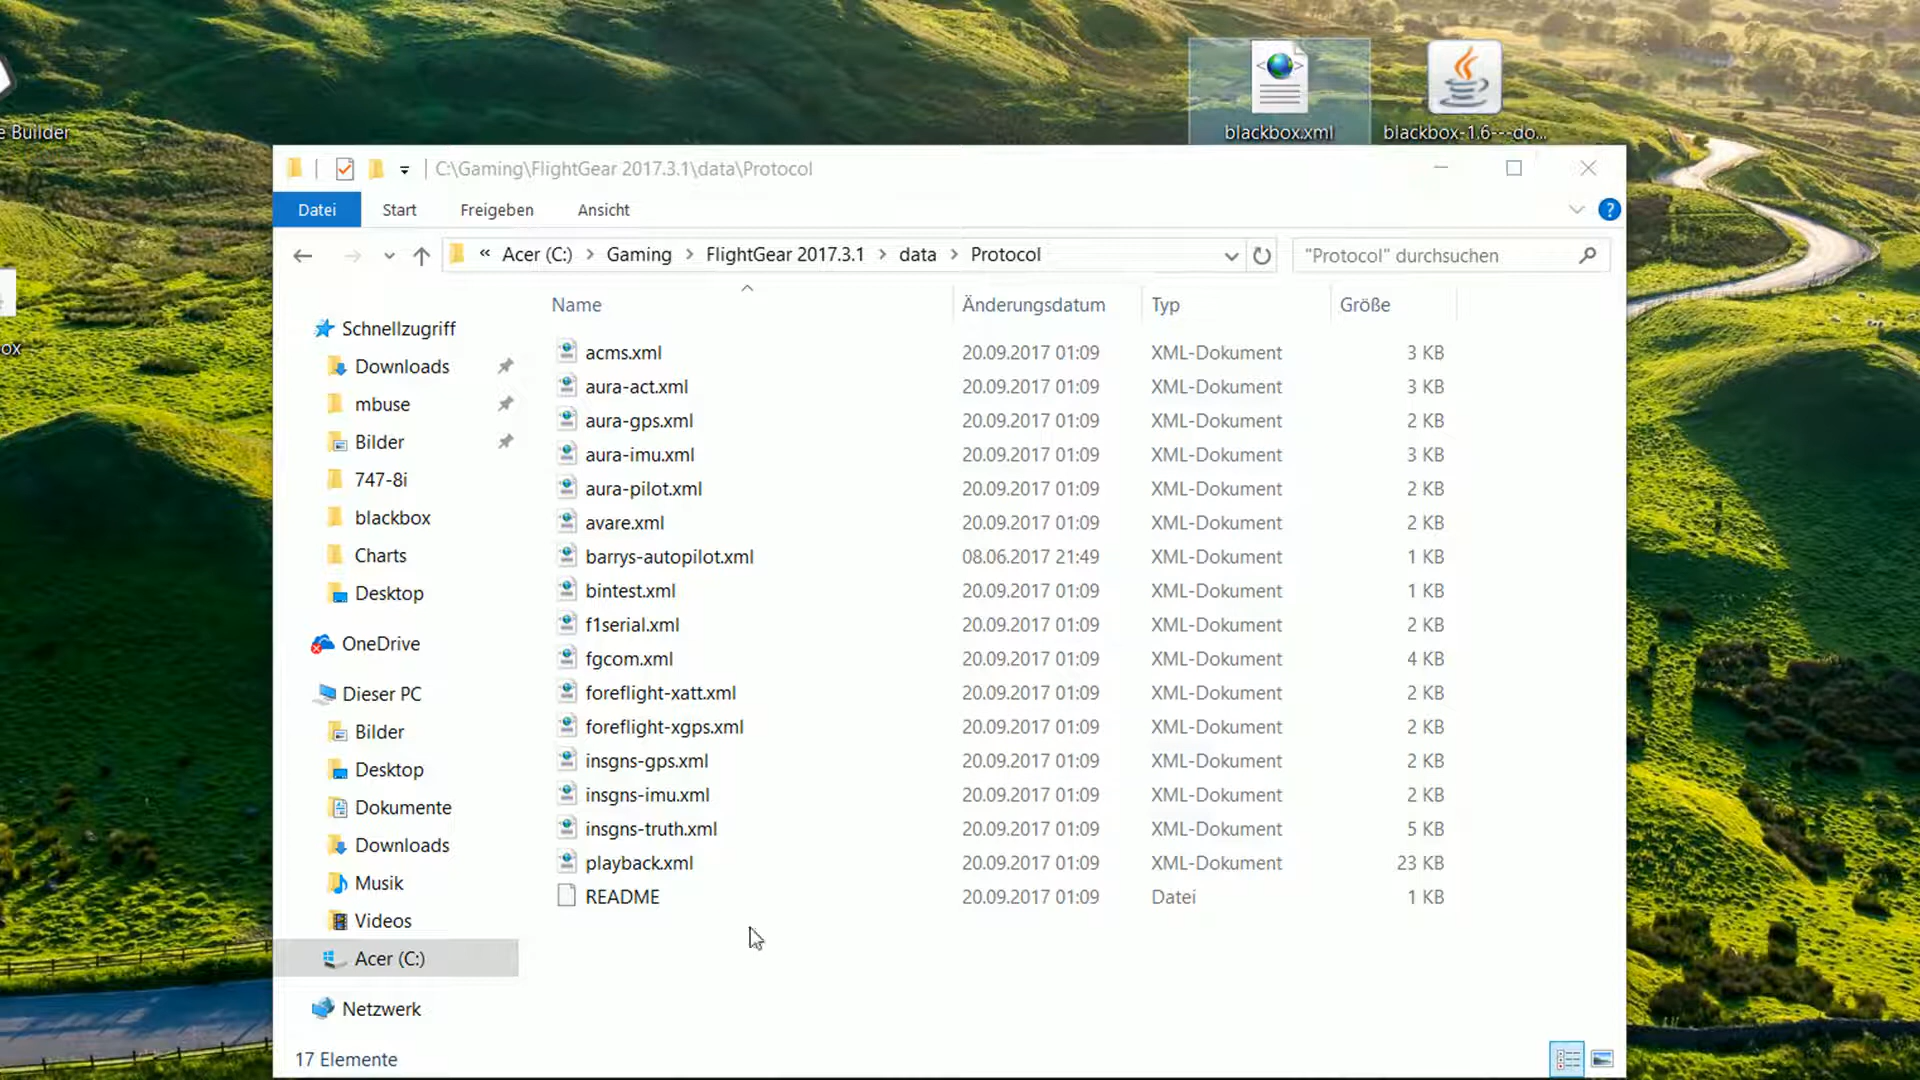 e Builder
ox
blackbox.xml
blackbox-1.6---do...
C:\Gaming\FlightGear 2017.3.1\data\Protocol
Datei Start Freigeben Ansicht
« Acer (C:) > Gaming > FlightGear 2017.3.1 > data > Protocol
"Protocol" durchsuchen
Name Änderungsdatum Typ Größe
Schnellzugriff
Downloads
mbuse
Bilder
747-8i
blackbox
Charts
Desktop
OneDrive
Dieser PC
Bilder
Desktop
Dokumente
Downloads
Musik
Videos
Acer (C:)
Netzwerk
acms.xml 20.09.2017 01:09 XML-Dokument 3 KB
aura-act.xml 20.09.2017 01:09 XML-Dokument 3 KB
aura-gps.xml 20.09.2017 01:09 XML-Dokument 2 KB
aura-imu.xml 20.09.2017 01:09 XML-Dokument 3 KB
aura-pilot.xml 20.09.2017 01:09 XML-Dokument 2 KB
avare.xml 20.09.2017 01:09 XML-Dokument 2 KB
barrys-autopilot.xml 08.06.2017 21:49 XML-Dokument 1 KB
bintest.xml 20.09.2017 01:09 XML-Dokument 1 KB
f1serial.xml 20.09.2017 01:09 XML-Dokument 2 KB
fgcom.xml 20.09.2017 01:09 XML-Dokument 4 KB
foreflight-xatt.xml 20.09.2017 01:09 XML-Dokument 2 KB
foreflight-xgps.xml 20.09.2017 01:09 XML-Dokument 2 KB
insgns-gps.xml 20.09.2017 01:09 XML-Dokument 2 KB
insgns-imu.xml 20.09.2017 01:09 XML-Dokument 2 KB
insgns-truth.xml 20.09.2017 01:09 XML-Dokument 5 KB
playback.xml 20.09.2017 01:09 XML-Dokument 23 KB
README 20.09.2017 01:09 Datei 1 KB
17 Elemente